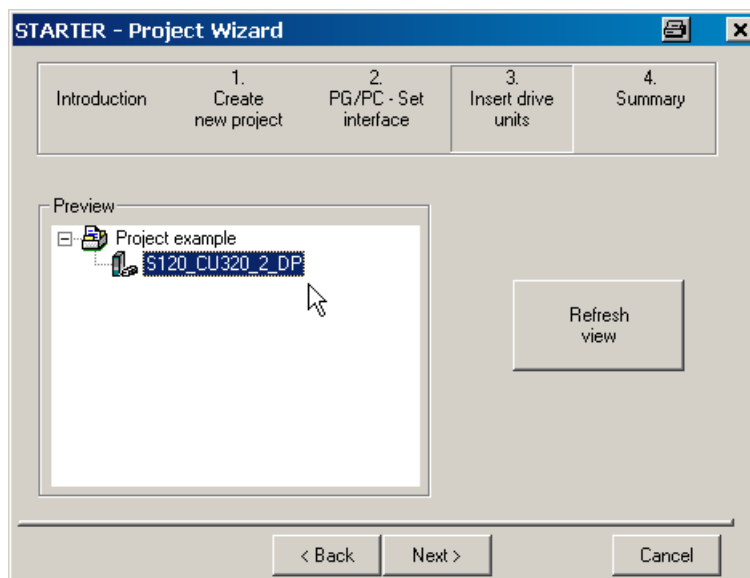 STARTER - Project Wizard
Introduction
1.
Create
new project
2.
PG/PC - Set
interface
3.
Insert drive
units
4.
Summary
Preview
Project example
S120_CU320_2_DP
Refresh
view
< Back
Next >
Cancel